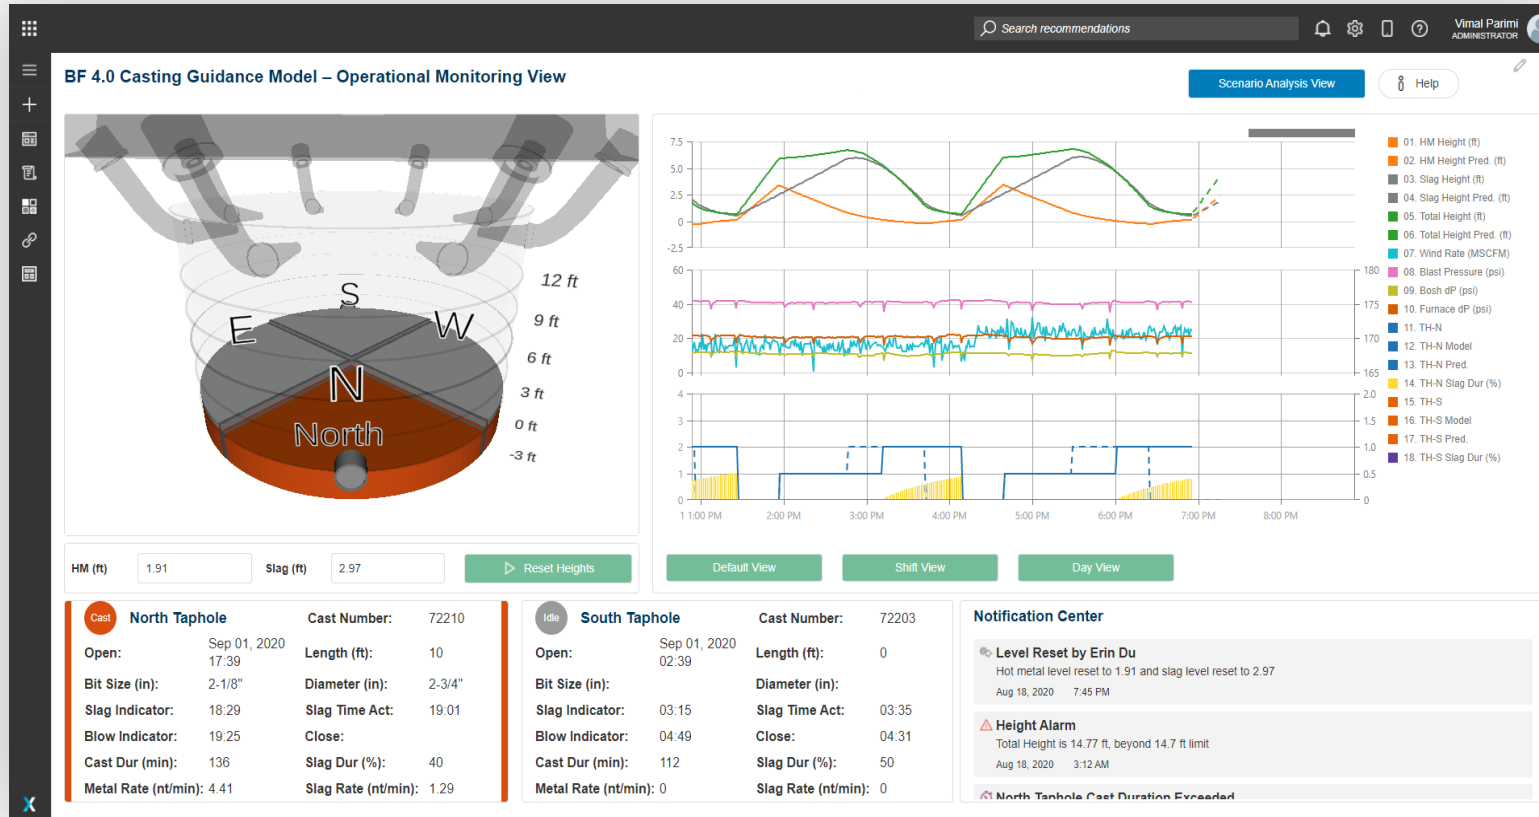 Search recommendations
Vimal Parimi
ADMINISTRATOR
BF 4.0 Casting Guidance Model – Operational Monitoring View
Scenario Analysis View
Help
12 ft
9 ft
6 ft
3 ft
0 ft
-3 ft
S
E
W
N
North
7.5
5.0
2.5
0
-2.5
60
40
20
0
180
175
170
165
4
3
2
1
0
2.0
1.5
1.0
0.5
0
1 1:00 PM
2:00 PM
3:00 PM
4:00 PM
5:00 PM
6:00 PM
7:00 PM
8:00 PM
01. HM Height (ft)
02. HM Height Pred. (ft)
03. Slag Height (ft)
04. Slag Height Pred. (ft)
05. Total Height (ft)
06. Total Height Pred. (ft)
07. Wind Rate (MSCFM)
08. Blast Pressure (psi)
09. Bosh dP (psi)
10. Furnace dP (psi)
11. TH-N
12. TH-N Model
13. TH-N Pred.
14. TH-N Slag Dur (%)
15. TH-S
16. TH-S Model
17. TH-S Pred.
18. TH-S Slag Dur (%)
HM (ft) 1.91 Slag (ft) 2.97 Reset Heights
Default View Shift View Day View
Cast North Taphole Cast Number: 72210
Open: Sep 01, 2020 17:39 Length (ft): 10
Bit Size (in): 2-1/8" Diameter (in): 2-3/4"
Slag Indicator: 18:29 Slag Time Act: 19:01
Blow Indicator: 19:25 Close:
Cast Dur (min): 136 Slag Dur (%): 40
Metal Rate (nt/min): 4.41 Slag Rate (nt/min): 1.29
Idle South Taphole Cast Number: 72203
Open: Sep 01, 2020 02:39 Length (ft): 0
Bit Size (in): Diameter (in):
Slag Indicator: 03:15 Slag Time Act: 03:35
Blow Indicator: 04:49 Close: 04:31
Cast Dur (min): 112 Slag Dur (%): 50
Metal Rate (nt/min): 0 Slag Rate (nt/min): 0
Notification Center
Level Reset by Erin Du
Hot metal level reset to 1.91 and slag level reset to 2.97
Aug 18, 2020 7:45 PM
Height Alarm
Total Height is 14.77 ft, beyond 14.7 ft limit
Aug 18, 2020 3:12 AM
North Taphole Cast Duration Exceeded